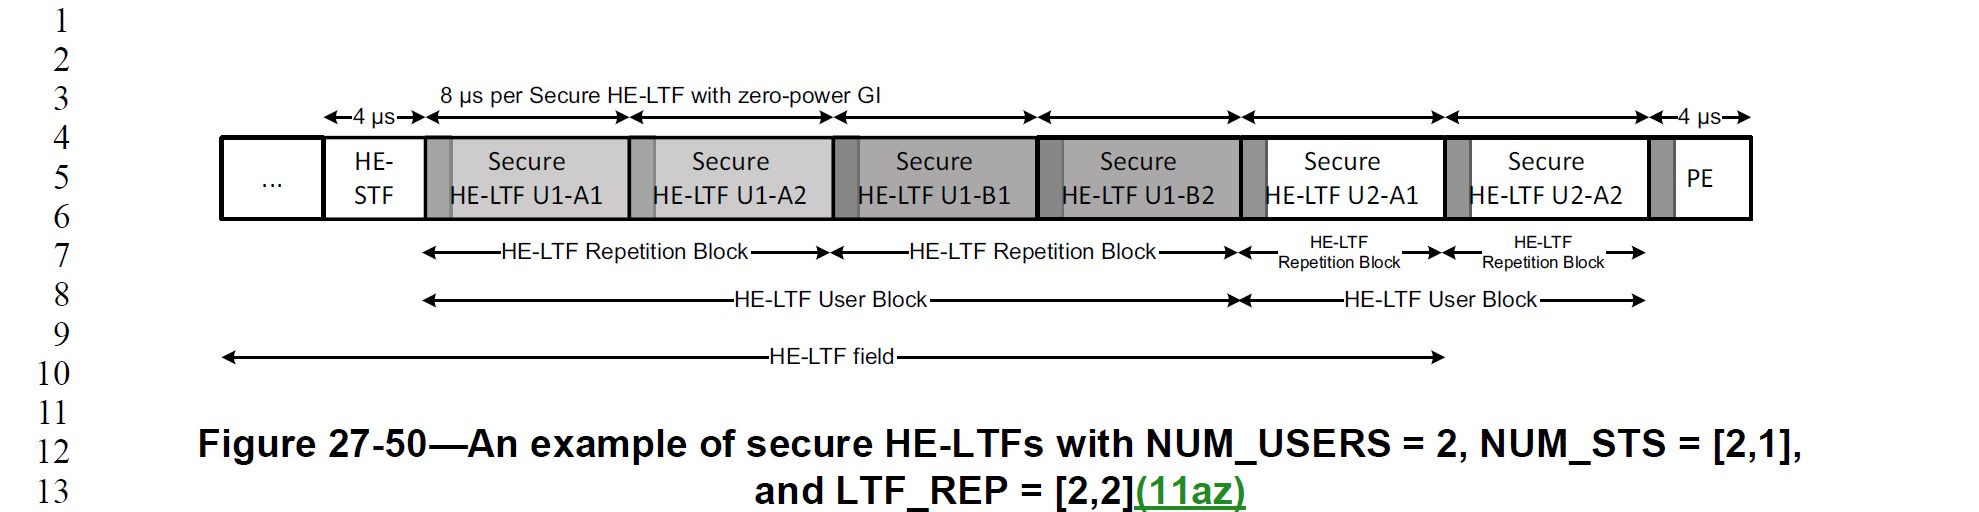 1
2
3
4
5
6
7
8
9
10
11
12
13
8 µs per Secure HE-LTF with zero-power GI
4 µs
4 µs
...
HE-
STF
Secure
HE-LTF U1-A1
Secure
HE-LTF U1-A2
Secure
HE-LTF U1-B1
Secure
HE-LTF U1-B2
Secure
HE-LTF U2-A1
Secure
HE-LTF U2-A2
PE
HE-LTF Repetition Block
HE-LTF Repetition Block
HE-LTF
Repetition Block
HE-LTF
Repetition Block
HE-LTF User Block
HE-LTF User Block
HE-LTF field
Figure 27-50—An example of secure HE-LTFs with NUM_USERS = 2, NUM_STS = [2,1],
and LTF_REP = [2,2](11az)